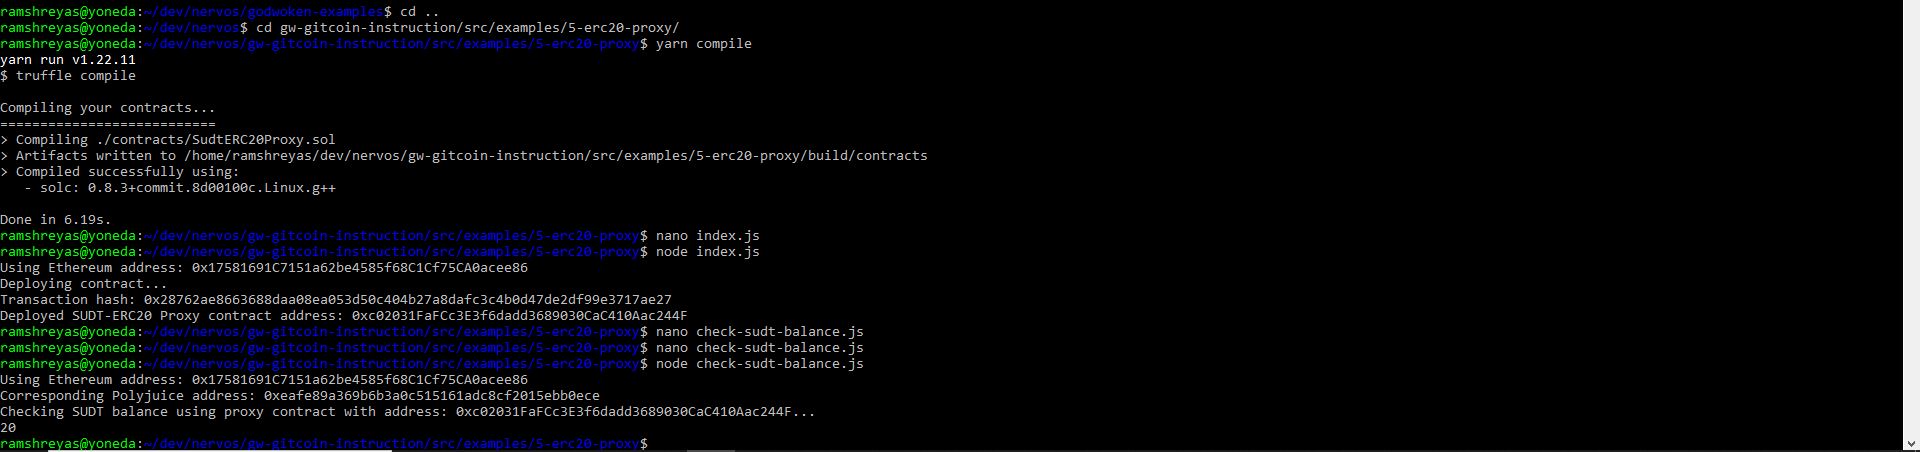 ramshreyas@yoneda:~/dev/nervos/godwoken-examples$ cd ..
ramshreyas@yoneda:~/dev/nervos$ cd gw-gitcoin-instruction/src/examples/5-erc20-proxy/
ramshreyas@yoneda:~/dev/nervos/gw-gitcoin-instruction/src/examples/5-erc20-proxy$ yarn compile
yarn run v1.22.11
$ truffle compile
Compiling your contracts...
===========================
> Compiling ./contracts/SudtERC20Proxy.sol
> Artifacts written to /home/ramshreyas/dev/nervos/gw-gitcoin-instruction/src/examples/5-erc20-proxy/build/contracts
> Compiled successfully using:
   - solc: 0.8.3+commit.8d00100c.Linux.g++
Done in 6.19s.
ramshreyas@yoneda:~/dev/nervos/gw-gitcoin-instruction/src/examples/5-erc20-proxy$ nano index.js
ramshreyas@yoneda:~/dev/nervos/gw-gitcoin-instruction/src/examples/5-erc20-proxy$ node index.js
Using Ethereum address: 0x17581691C7151a62be4585f68C1Cf75CA0acee86
Deploying contract...
Transaction hash: 0x28762ae8663688daa08ea053d50c404b27a8dafc3c4b0d47de2df99e3717ae27
Deployed SUDT-ERC20 Proxy contract address: 0xc02031FaFCc3E3f6dadd3689030CaC410Aac244F
ramshreyas@yoneda:~/dev/nervos/gw-gitcoin-instruction/src/examples/5-erc20-proxy$ nano check-sudt-balance.js
ramshreyas@yoneda:~/dev/nervos/gw-gitcoin-instruction/src/examples/5-erc20-proxy$ nano check-sudt-balance.js
ramshreyas@yoneda:~/dev/nervos/gw-gitcoin-instruction/src/examples/5-erc20-proxy$ node check-sudt-balance.js
Using Ethereum address: 0x17581691C7151a62be4585f68C1Cf75CA0acee86
Corresponding Polyjuice address: 0xeafe89a369b6b3a0c515161adc8cf2015ebb0ece
Checking SUDT balance using proxy contract with address: 0xc02031FaFCc3E3f6dadd3689030CaC410Aac244F...
20
ramshreyas@yoneda:~/dev/nervos/gw-gitcoin-instruction/src/examples/5-erc20-proxy$